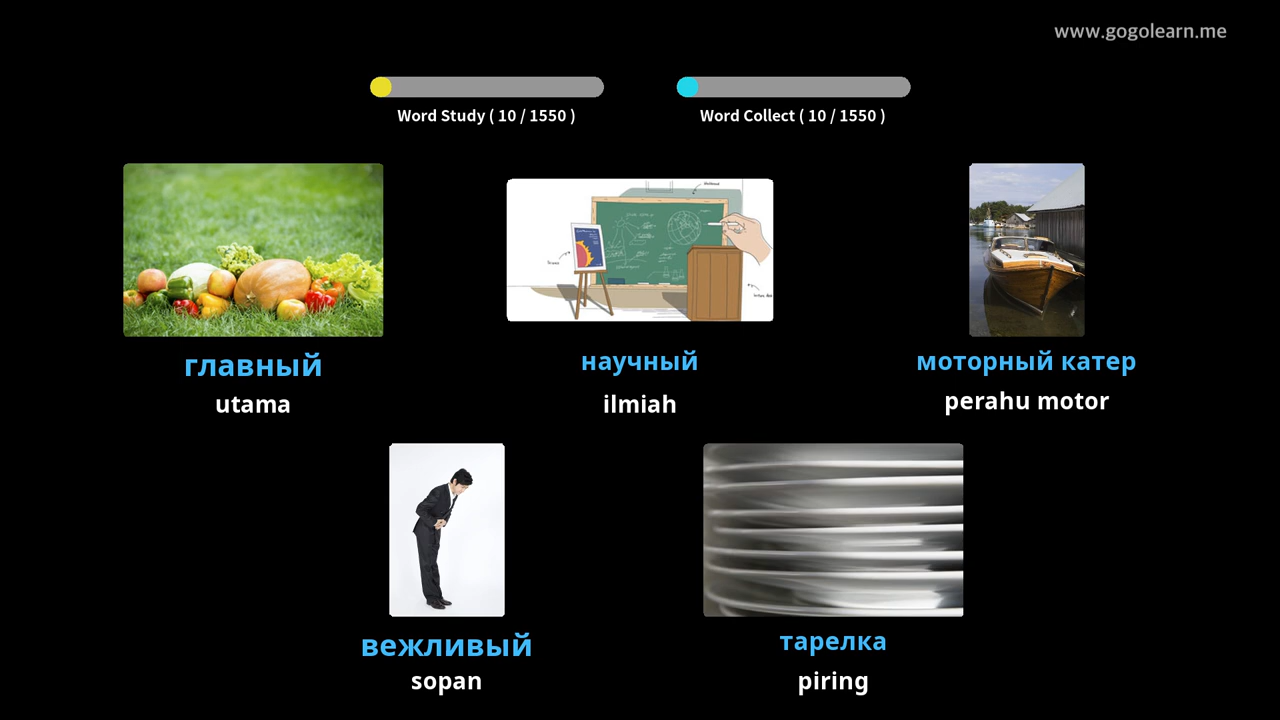 www.gogolearn.me
Word Study ( 10 / 1550 )
Word Collect ( 10 / 1550 )
главный
utama
научный
ilmiah
моторный катер
perahu motor
вежливый
sopan
тарелка
piring